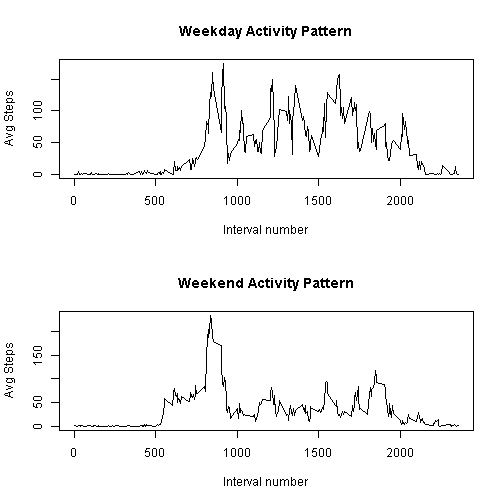 Weekday Activity Pattern
Avg Steps
100
50
0
0 500 1000 1500 2000
Interval number
Weekend Activity Pattern
Avg Steps
150
50
0
0 500 1000 1500 2000
Interval number